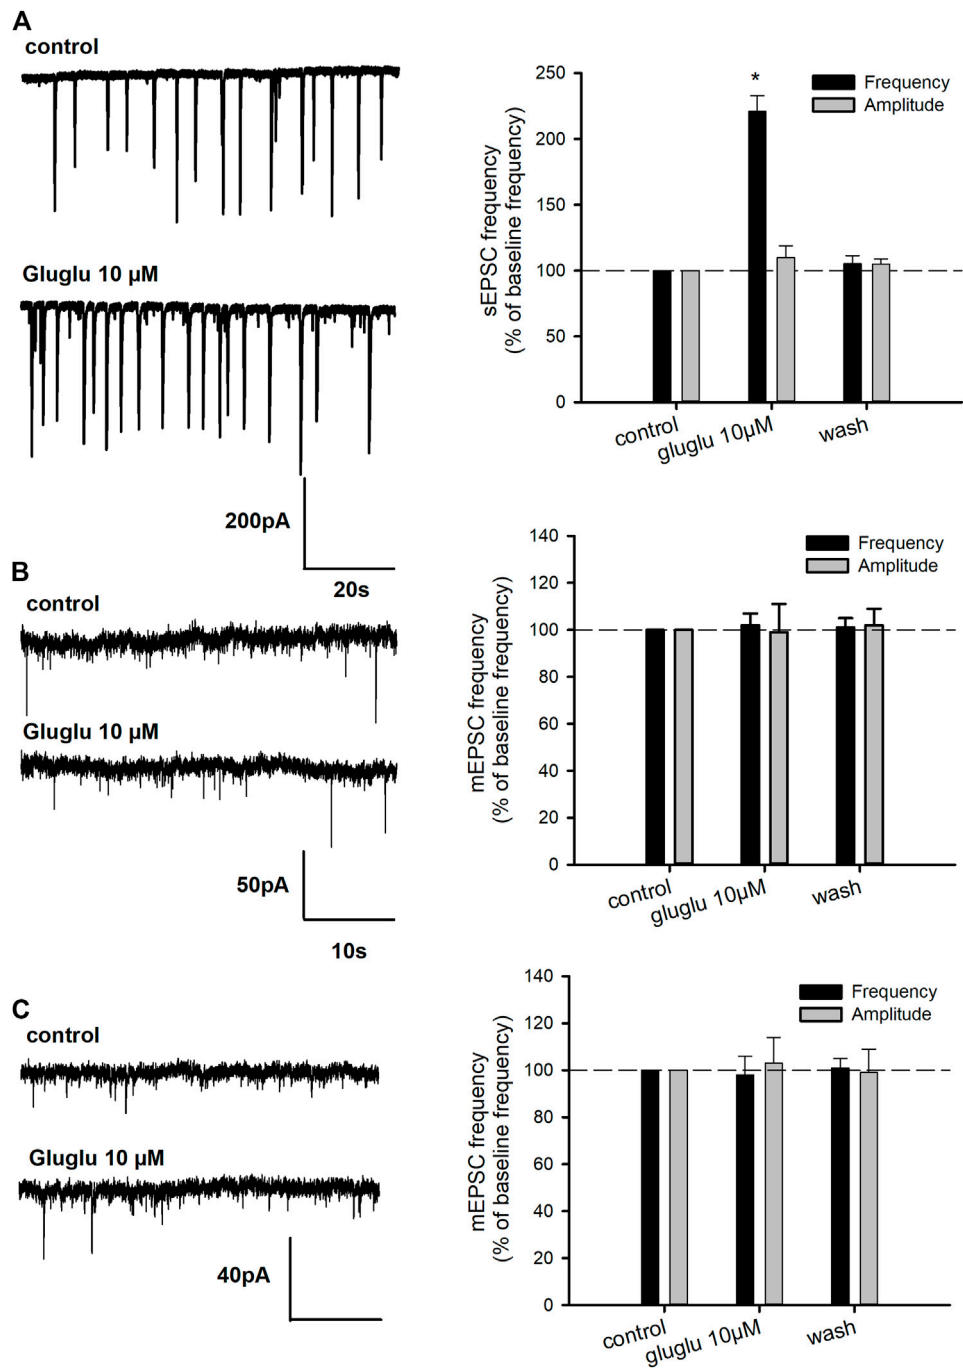 A
control
Gluglu 10 µM
200pA
20s
250
200
150
100
50
0
sEPSC frequency
(% of baseline frequency)
*
Frequency
Amplitude
control
gluglu 10µM
wash
B
control
Gluglu 10 µM
50pA
10s
140
120
100
80
60
40
20
0
mEPSC frequency
(% of baseline frequency)
Frequency
Amplitude
control
gluglu 10µM
wash
C
control
Gluglu 10 µM
40pA
140
120
100
80
60
40
20
0
mEPSC frequency
(% of baseline frequency)
Frequency
Amplitude
control
gluglu 10µM
wash